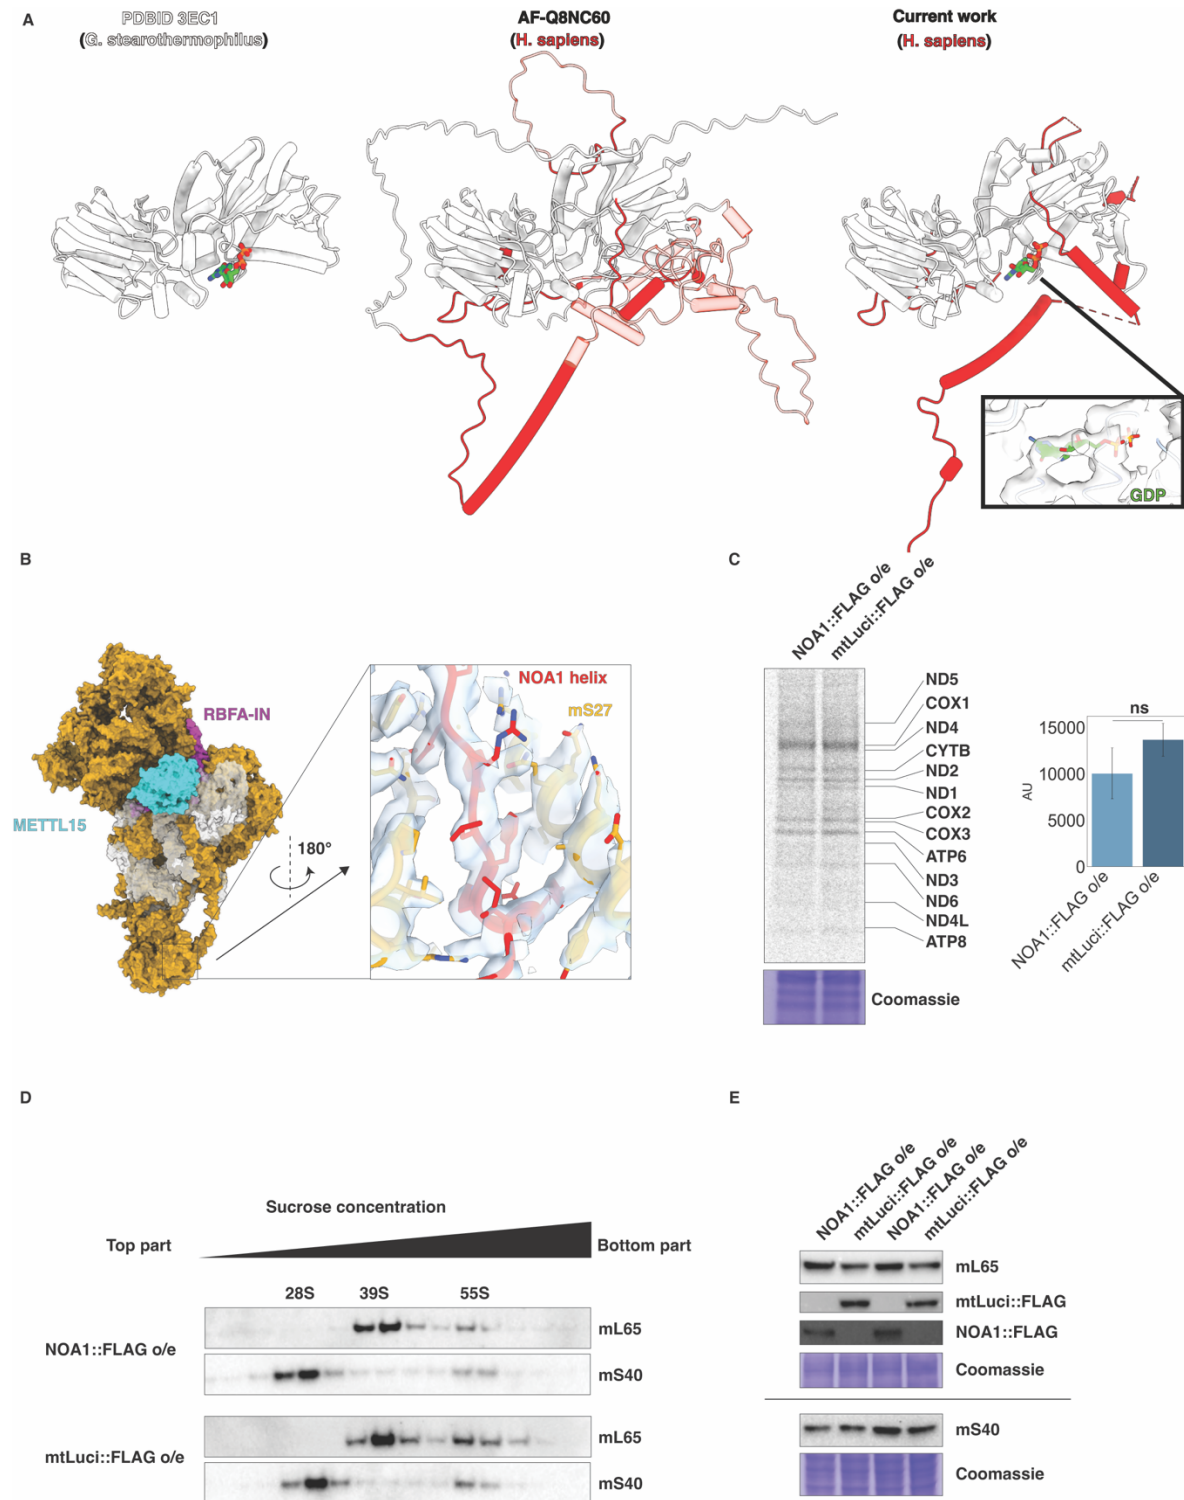 A
PDBID 3EC1
(G. stearothermophilus)
AF-Q8NC60
(H. sapiens)
Current work
(H. sapiens)
GDP
B
RBFA-IN
METTL15
180°
NOA1 helix
mS27
C
NOA1::FLAG o/e
mtLuci::FLAG o/e
ND5
COX1
ND4
CYTB
ND2
ND1
COX2
COX3
ATP6
ND3
ND6
ND4L
ATP8
Coomassie
ns
15000
10000
5000
0
AU
NOA1::FLAG o/e
mtLuci::FLAG o/e
D
Sucrose concentration
Top part
Bottom part
28S
39S
55S
NOA1::FLAG o/e
mL65
mS40
mtLuci::FLAG o/e
mL65
mS40
E
NOA1::FLAG o/e
mtLuci::FLAG o/e
NOA1::FLAG o/e
mtLuci::FLAG o/e
mL65
mtLuci::FLAG
NOA1::FLAG
Coomassie
mS40
Coomassie